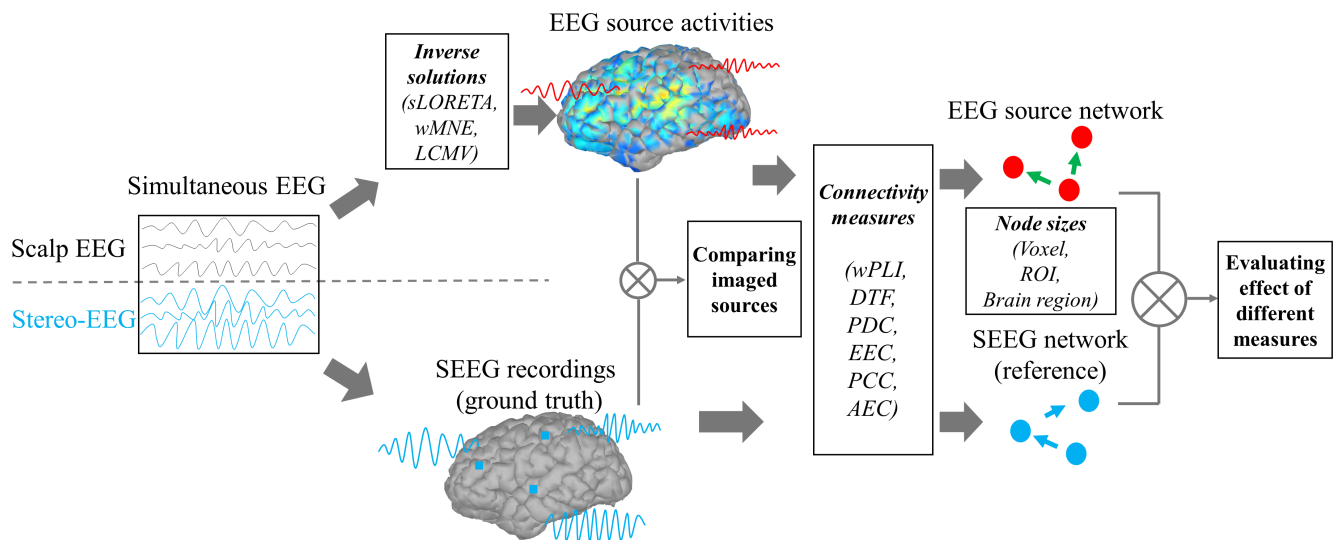 EEG source activities
Inverse
solutions
(sLORETA,
wMNE,
LCMV)
Simultaneous EEG
Scalp EEG
Stereo-EEG
SEEG recordings
(ground truth)
Comparing
imaged
sources
Connectivity
measures
(wPLI,
DTF,
PDC,
EEC,
PCC,
AEC)
EEG source network
Node sizes
(Voxel,
ROI,
Brain region)
SEEG network
(reference)
Evaluating
effect of
different
measures